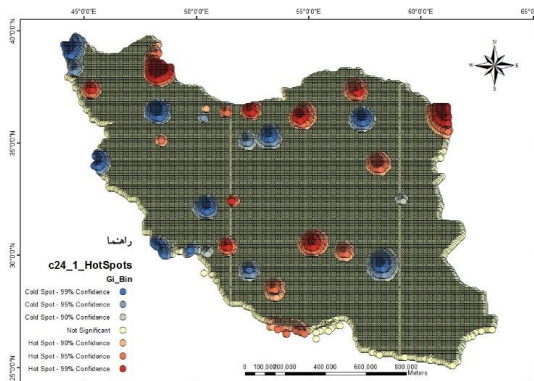 45°0'0"E 50°0'0"E 55°0'0"E 60°0'0"E 65°0'0"E
40°0'0"N
35°0'0"N
30°0'0"N
25°0'0"N
N
W E
S
راهنما
c24_1_HotSpots
Gi_Bin
Cold Spot - 99% Confidence
Cold Spot - 95% Confidence
Cold Spot - 90% Confidence
Not Significant
Hot Spot - 90% Confidence
Hot Spot - 95% Confidence
Hot Spot - 99% Confidence
0 100,000 200,000 400,000 600,000 800,000
Meters